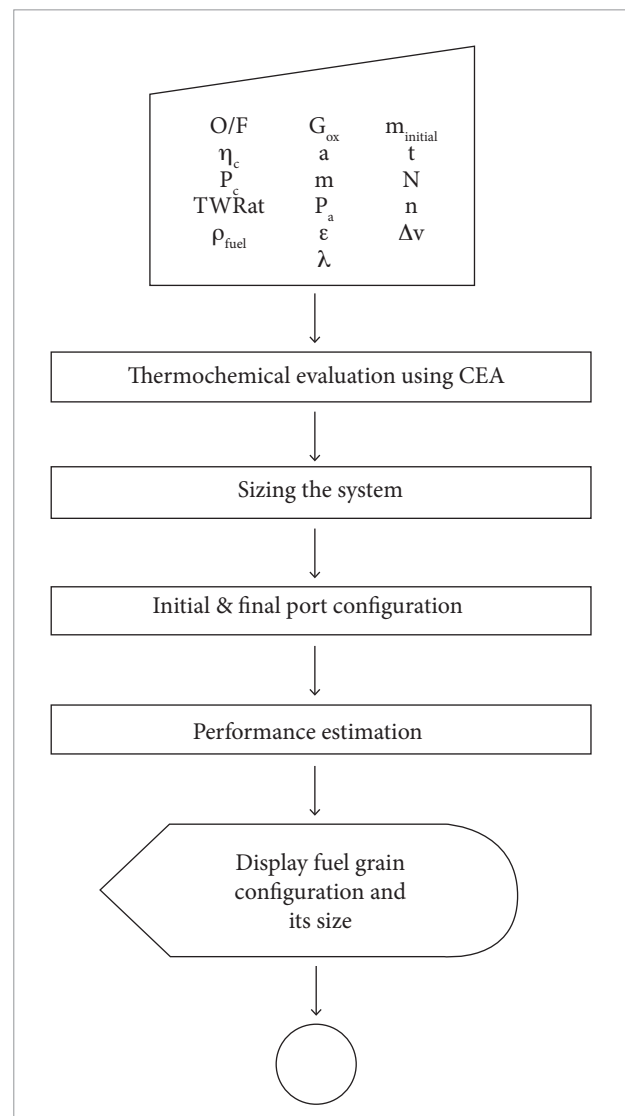 O/F G_ox m_initial
η_c a t
P_c m N
TWRat P_a n
ρ_fuel ε Δv
λ
Thermochemical evaluation using CEA
Sizing the system
Initial & final port configuration
Performance estimation
Display fuel grain
configuration and
its size